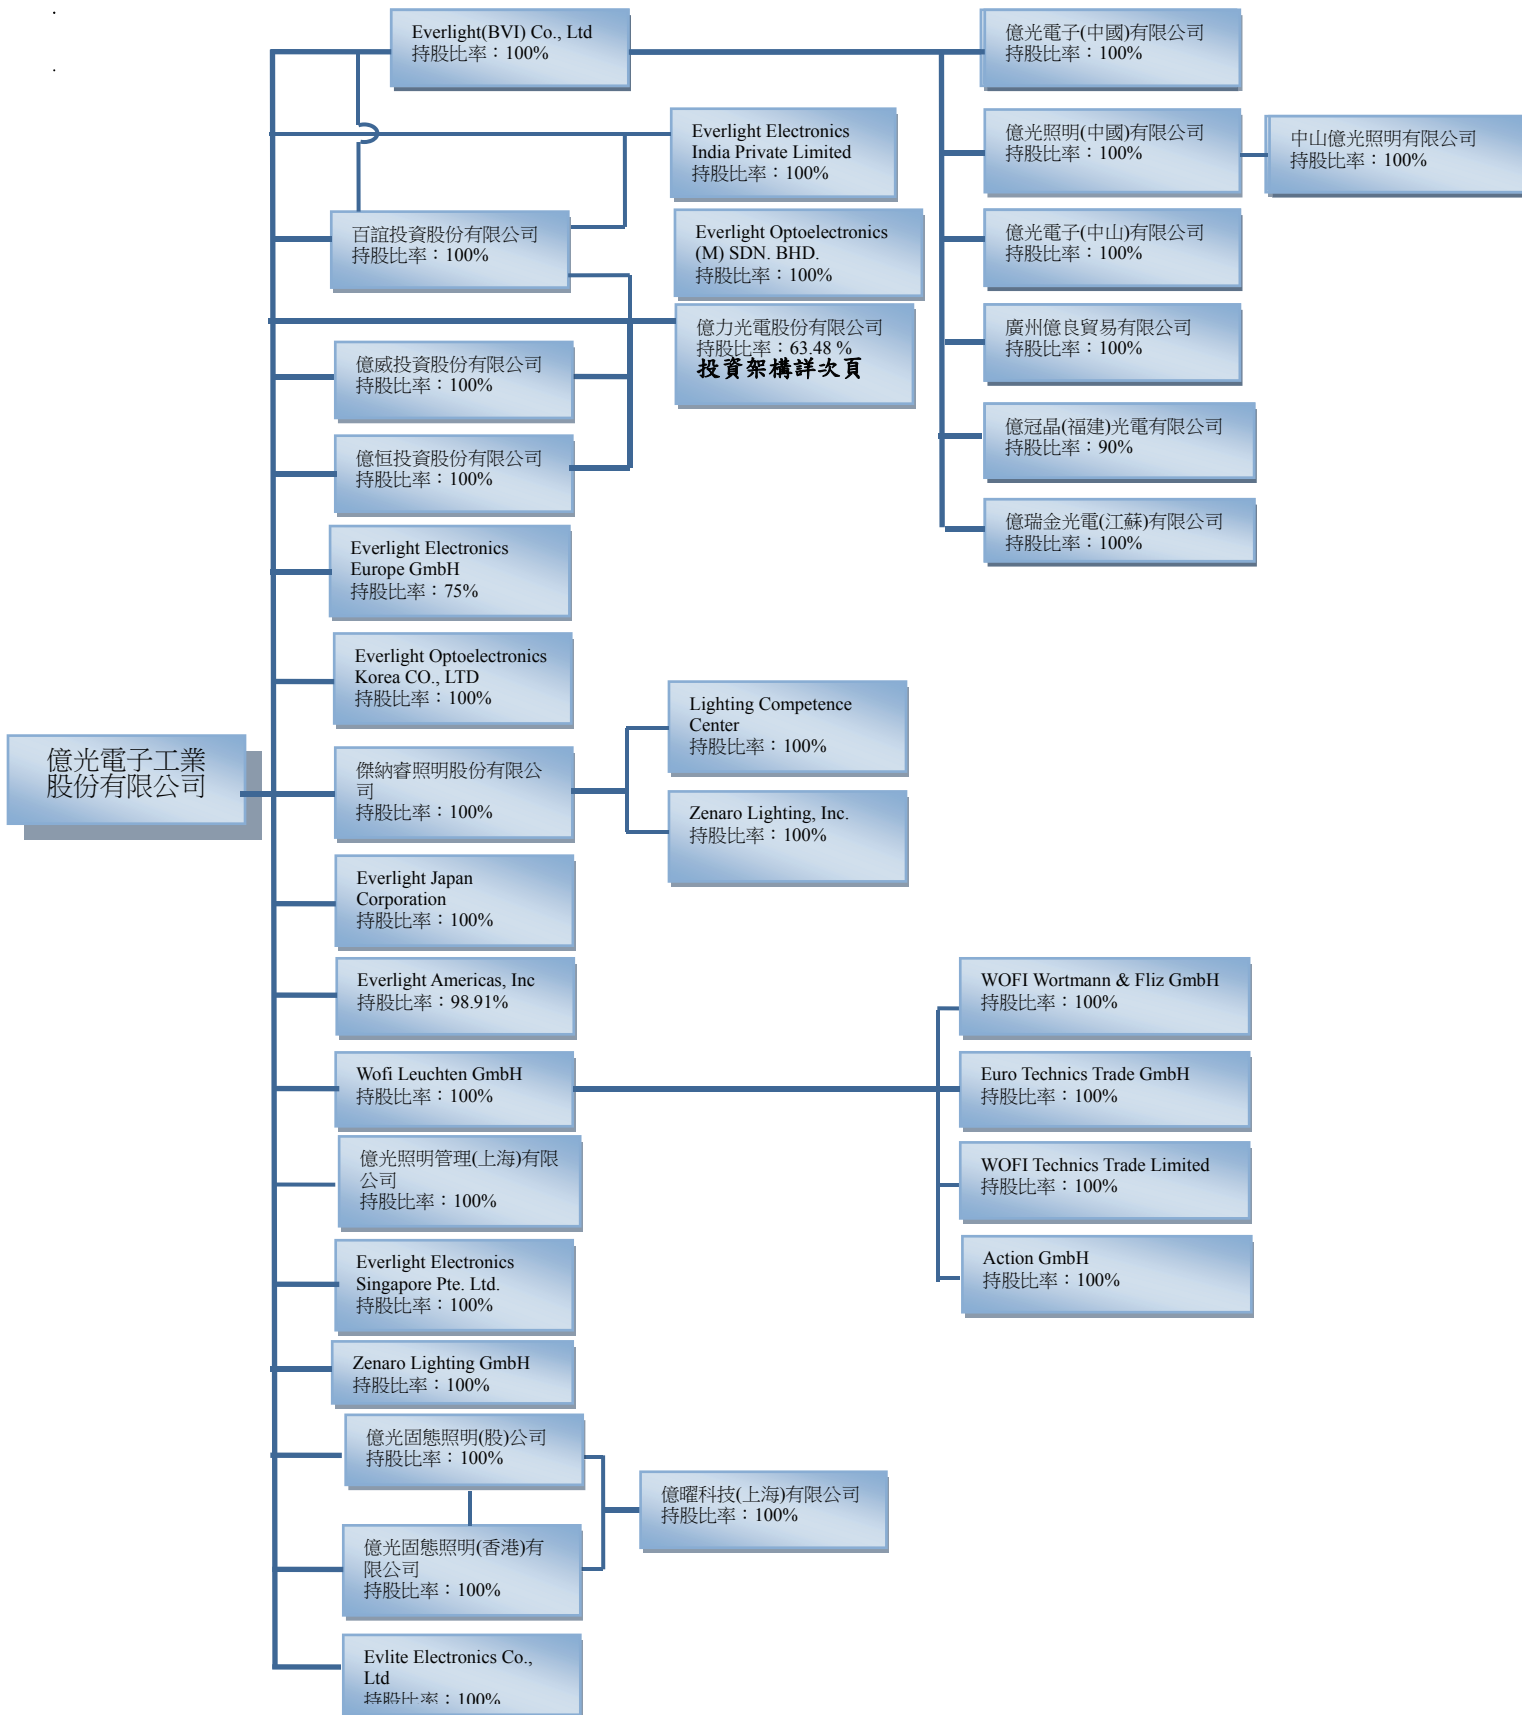 Everlight(BVI) Co., Ltd
持股比率：100%
億光電子(中國)有限公司
持股比率：100%
Everlight Electronics
India Private Limited
持股比率：100%
億光照明(中國)有限公司
持股比率：100%
中山億光照明有限公司
持股比率：100%
百誼投資股份有限公司
持股比率：100%
Everlight Optoelectronics
(M) SDN. BHD.
持股比率：100%
億光電子(中山)有限公司
持股比率：100%
億力光電股份有限公司
持股比率：63.48 %
投資架構詳次頁
廣州億良貿易有限公司
持股比率：100%
億威投資股份有限公司
持股比率：100%
億冠晶(福建)光電有限公司
持股比率：90%
億恒投資股份有限公司
持股比率：100%
億瑞金光電(江蘇)有限公司
持股比率：100%
Everlight Electronics
Europe GmbH
持股比率：75%
Everlight Optoelectronics
Korea CO., LTD
持股比率：100%
億光電子工業
股份有限公司
傑納睿照明股份有限公
司
持股比率：100%
Lighting Competence
Center
持股比率：100%
Zenaro Lighting, Inc.
持股比率：100%
Everlight Japan
Corporation
持股比率：100%
Everlight Americas, Inc
持股比率：98.91%
Wofi Leuchten GmbH
持股比率：100%
WOFI Wortmann & Fliz GmbH
持股比率：100%
Euro Technics Trade GmbH
持股比率：100%
WOFI Technics Trade Limited
持股比率：100%
Action GmbH
持股比率：100%
億光照明管理(上海)有限
公司
持股比率：100%
Everlight Electronics
Singapore Pte. Ltd.
持股比率：100%
Zenaro Lighting GmbH
持股比率：100%
億光固態照明(股)公司
持股比率：100%
億曜科技(上海)有限公司
持股比率：100%
億光固態照明(香港)有
限公司
持股比率：100%
Evlite Electronics Co.,
Ltd
持股比率：100%